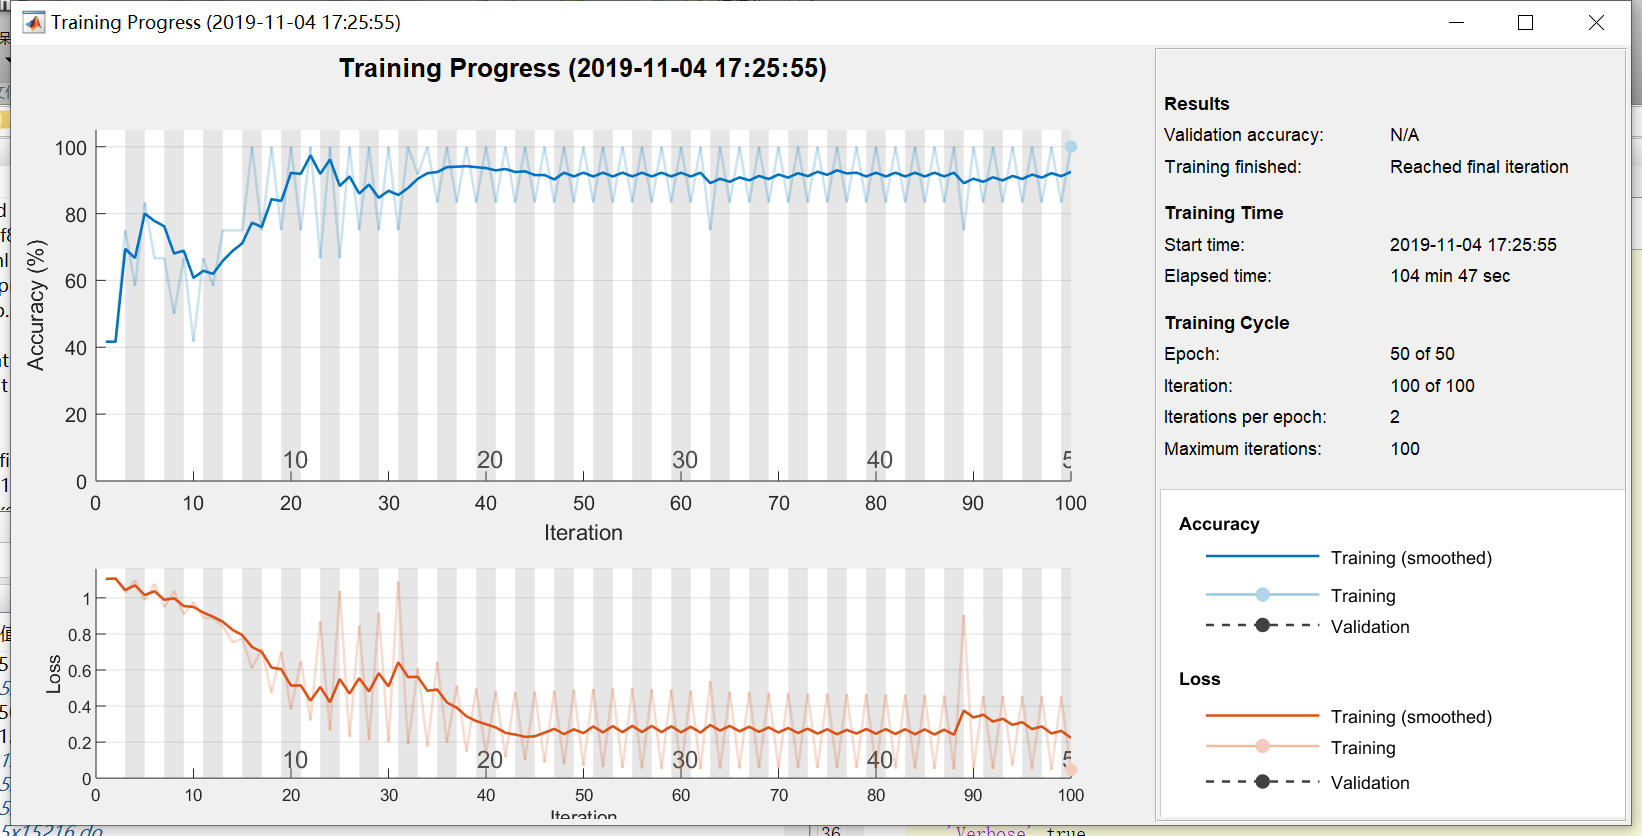 Training Progress (2019-11-04 17:25:55)
Training Progress (2019-11-04 17:25:55)
100
80
60
40
20
0
Accuracy (%)
10 20 30 40 5
0 10 20 30 40 50 60 70 80 90 100
Iteration
1
0.8
0.6
0.4
0.2
0
Loss
10 20 30 40 5
0 10 20 30 40 50 60 70 80 90 100
Iteration
Results
Validation accuracy: N/A
Training finished: Reached final iteration
Training Time
Start time: 2019-11-04 17:25:55
Elapsed time: 104 min 47 sec
Training Cycle
Epoch: 50 of 50
Iteration: 100 of 100
Iterations per epoch: 2
Maximum iterations: 100
Accuracy
Training (smoothed)
Training
Validation
Loss
Training (smoothed)
Training
Validation
5x15216 do
36 'Verbose', true